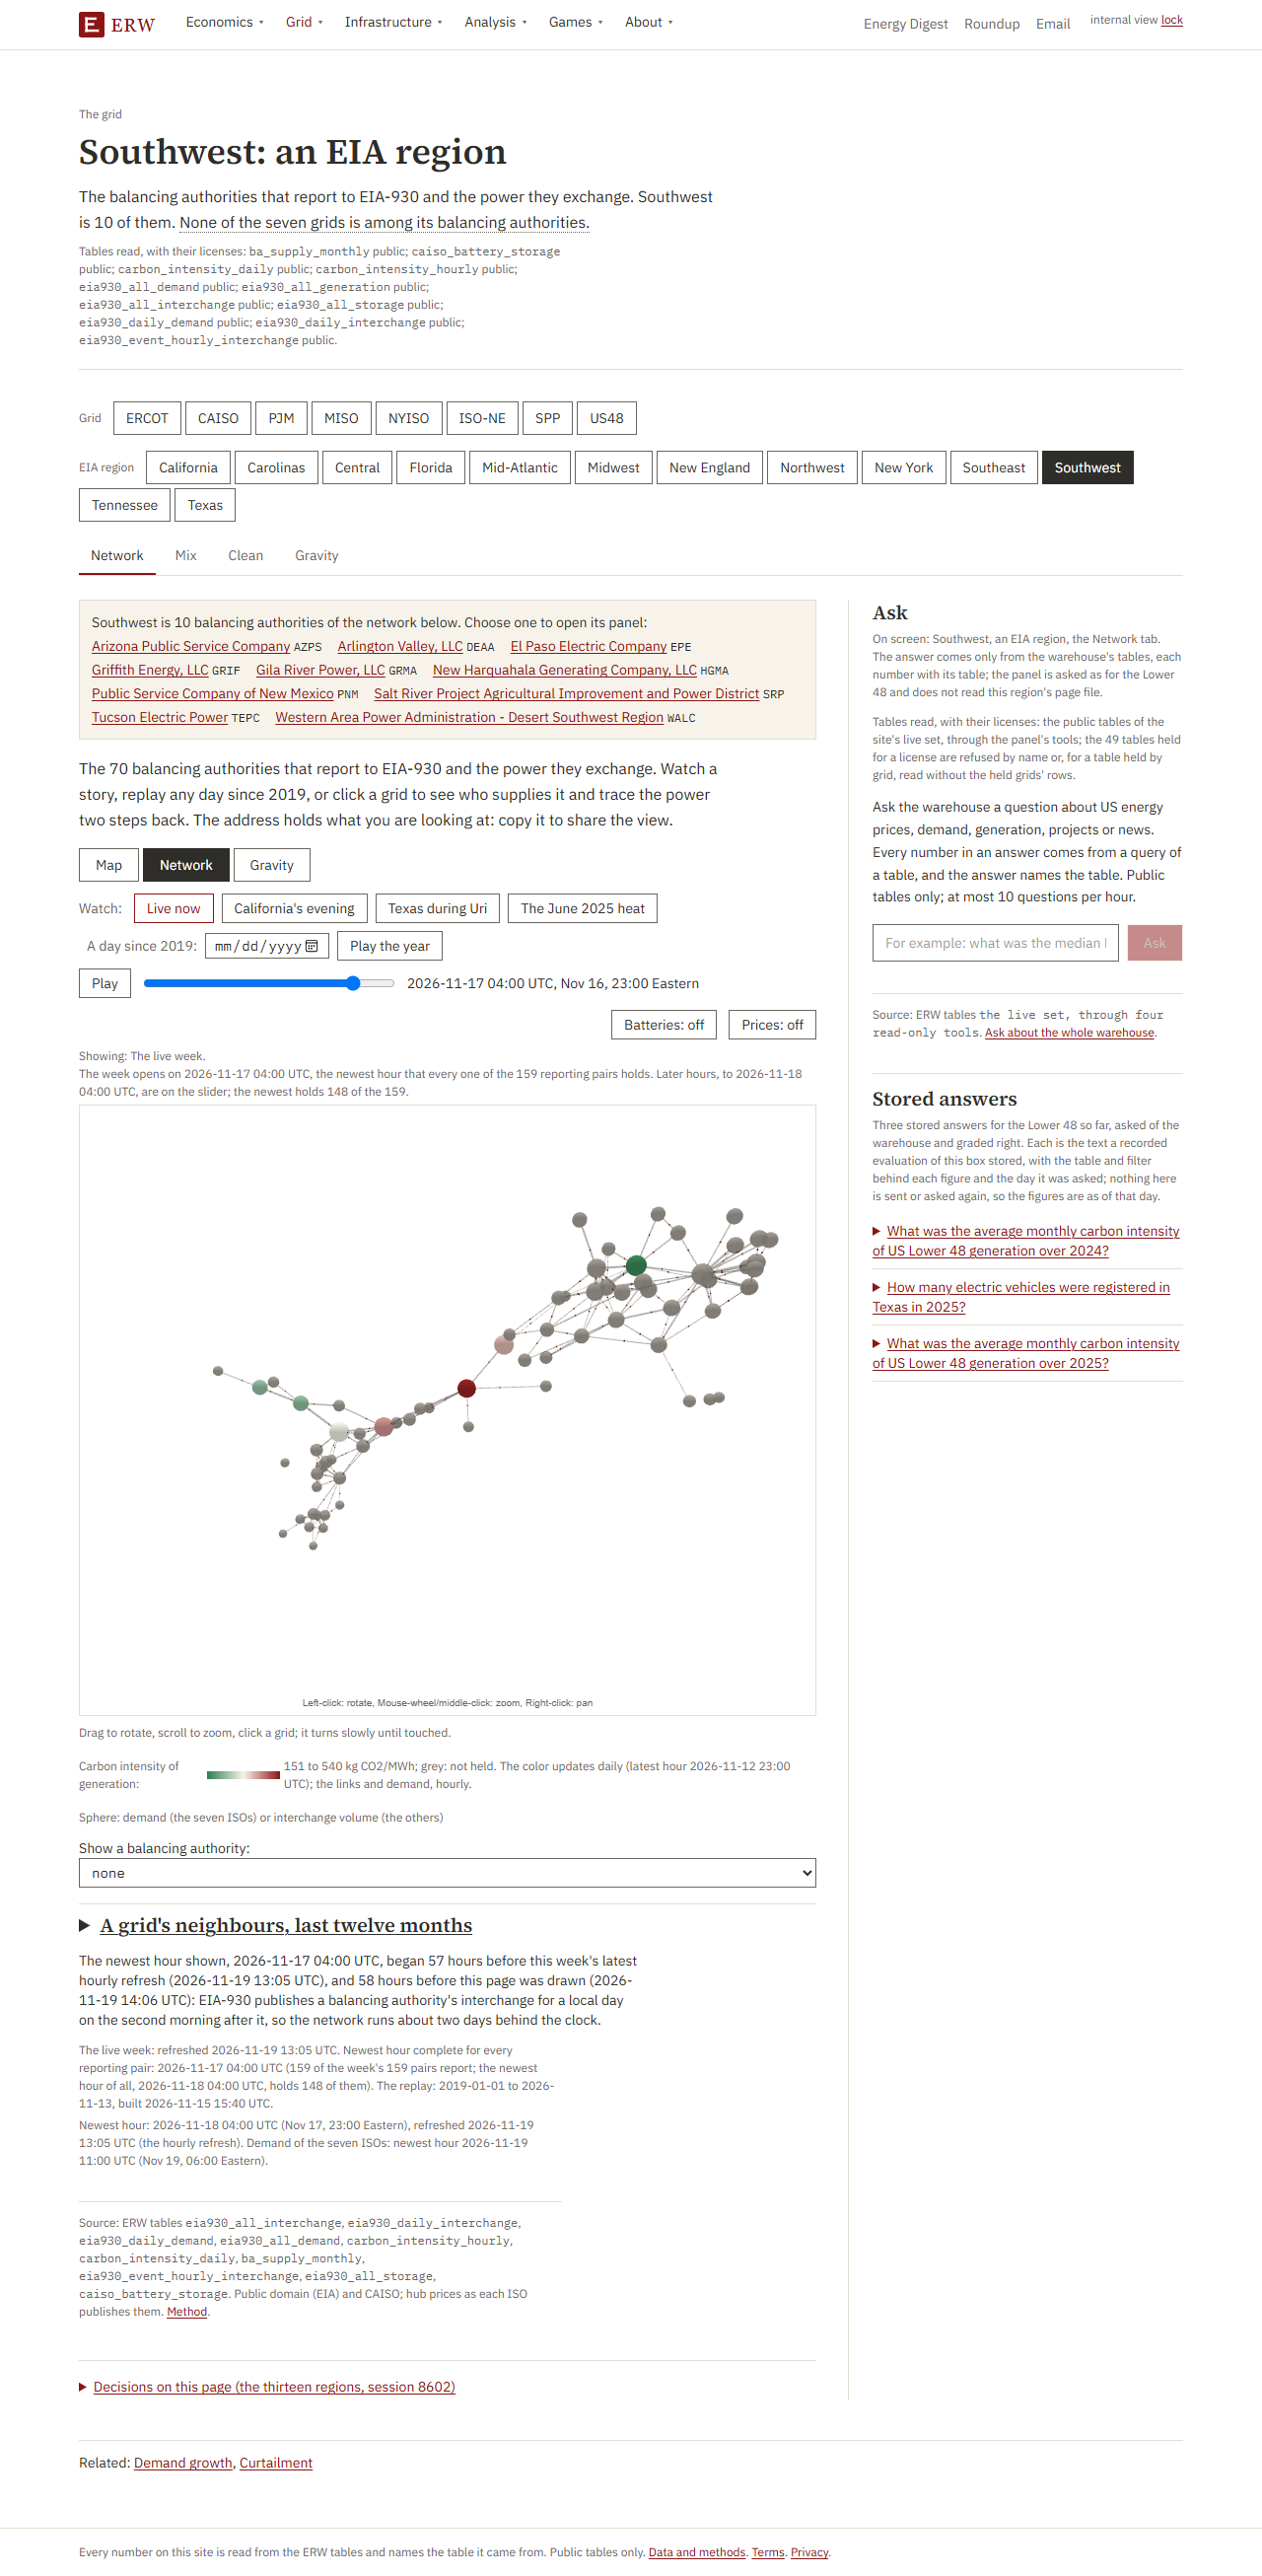 E ERW
Economics ▾ Grid ▾ Infrastructure ▾ Analysis ▾ Games ▾ About ▾
Energy Digest Roundup Email internal view lock
The grid
Southwest: an EIA region
The balancing authorities that report to EIA-930 and the power they exchange. Southwest
is 10 of them. None of the seven grids is among its balancing authorities.
Tables read, with their licenses: ba_supply_monthly public; caiso_battery_storage
public; carbon_intensity_daily public; carbon_intensity_hourly public;
eia930_all_demand public; eia930_all_generation public;
eia930_all_interchange public; eia930_all_storage public;
eia930_daily_demand public; eia930_daily_interchange public;
eia930_event_hourly_interchange public.
Grid ERCOT CAISO PJM MISO NYISO ISO-NE SPP US48
EIA region California Carolinas Central Florida Mid-Atlantic Midwest New England Northwest New York Southeast Southwest
Tennessee Texas
Network Mix Clean Gravity
Southwest is 10 balancing authorities of the network below. Choose one to open its panel:
Arizona Public Service Company AZPS Arlington Valley, LLC DEAA El Paso Electric Company EPE
Griffith Energy, LLC GRIF Gila River Power, LLC GRMA New Harquahala Generating Company, LLC HGMA
Public Service Company of New Mexico PNM Salt River Project Agricultural Improvement and Power District SRP
Tucson Electric Power TEPC Western Area Power Administration - Desert Southwest Region WALC
The 70 balancing authorities that report to EIA-930 and the power they exchange. Watch a
story, replay any day since 2019, or click a grid to see who supplies it and trace the power
two steps back. The address holds what you are looking at: copy it to share the view.
Map Network Gravity
Watch: Live now California's evening Texas during Uri The June 2025 heat
A day since 2019: mm/dd/yyyy Play the year
Play 2026-11-17 04:00 UTC, Nov 16, 23:00 Eastern
Batteries: off Prices: off
Showing: The live week.
The week opens on 2026-11-17 04:00 UTC, the newest hour that every one of the 159 reporting pairs holds. Later hours, to 2026-11-18
04:00 UTC, are on the slider; the newest holds 148 of the 159.
Left-click: rotate, Mouse-wheel/middle-click: zoom, Right-click: pan
Drag to rotate, scroll to zoom, click a grid; it turns slowly until touched.
Carbon intensity of
generation:
151 to 540 kg CO2/MWh; grey: not held. The color updates daily (latest hour 2026-11-12 23:00
UTC); the links and demand, hourly.
Sphere: demand (the seven ISOs) or interchange volume (the others)
Show a balancing authority:
none
A grid's neighbours, last twelve months
The newest hour shown, 2026-11-17 04:00 UTC, began 57 hours before this week's latest
hourly refresh (2026-11-19 13:05 UTC), and 58 hours before this page was drawn (2026-
11-19 14:06 UTC): EIA-930 publishes a balancing authority's interchange for a local day
on the second morning after it, so the network runs about two days behind the clock.
The live week: refreshed 2026-11-19 13:05 UTC. Newest hour complete for every
reporting pair: 2026-11-17 04:00 UTC (159 of the week's 159 pairs report; the newest
hour of all, 2026-11-18 04:00 UTC, holds 148 of them). The replay: 2019-01-01 to 2026-
11-13, built 2026-11-15 15:40 UTC.
Newest hour: 2026-11-18 04:00 UTC (Nov 17, 23:00 Eastern), refreshed 2026-11-19
13:05 UTC (the hourly refresh). Demand of the seven ISOs: newest hour 2026-11-19
11:00 UTC (Nov 19, 06:00 Eastern).
Source: ERW tables eia930_all_interchange, eia930_daily_interchange,
eia930_daily_demand, eia930_all_demand, carbon_intensity_hourly,
carbon_intensity_daily, ba_supply_monthly,
eia930_event_hourly_interchange, eia930_all_storage,
caiso_battery_storage. Public domain (EIA) and CAISO; hub prices as each ISO
publishes them. Method.
Decisions on this page (the thirteen regions, session 8602)
Ask
On screen: Southwest, an EIA region, the Network tab.
The answer comes only from the warehouse's tables, each
number with its table; the panel is asked as for the Lower
48 and does not read this region's page file.
Tables read, with their licenses: the public tables of the
site's live set, through the panel's tools; the 49 tables held
for a license are refused by name or, for a table held by
grid, read without the held grids' rows.
Ask the warehouse a question about US energy
prices, demand, generation, projects or news.
Every number in an answer comes from a query of
a table, and the answer names the table. Public
tables only; at most 10 questions per hour.
For example: what was the median Ask
Source: ERW tables the live set, through four
read-only tools. Ask about the whole warehouse.
Stored answers
Three stored answers for the Lower 48 so far, asked of the
warehouse and graded right. Each is the text a recorded
evaluation of this box stored, with the table and filter
behind each figure and the day it was asked; nothing here
is sent or asked again, so the figures are as of that day.
What was the average monthly carbon intensity
of US Lower 48 generation over 2024?
How many electric vehicles were registered in
Texas in 2025?
What was the average monthly carbon intensity
of US Lower 48 generation over 2025?
Related: Demand growth, Curtailment
Every number on this site is read from the ERW tables and names the table it came from. Public tables only. Data and methods. Terms. Privacy.